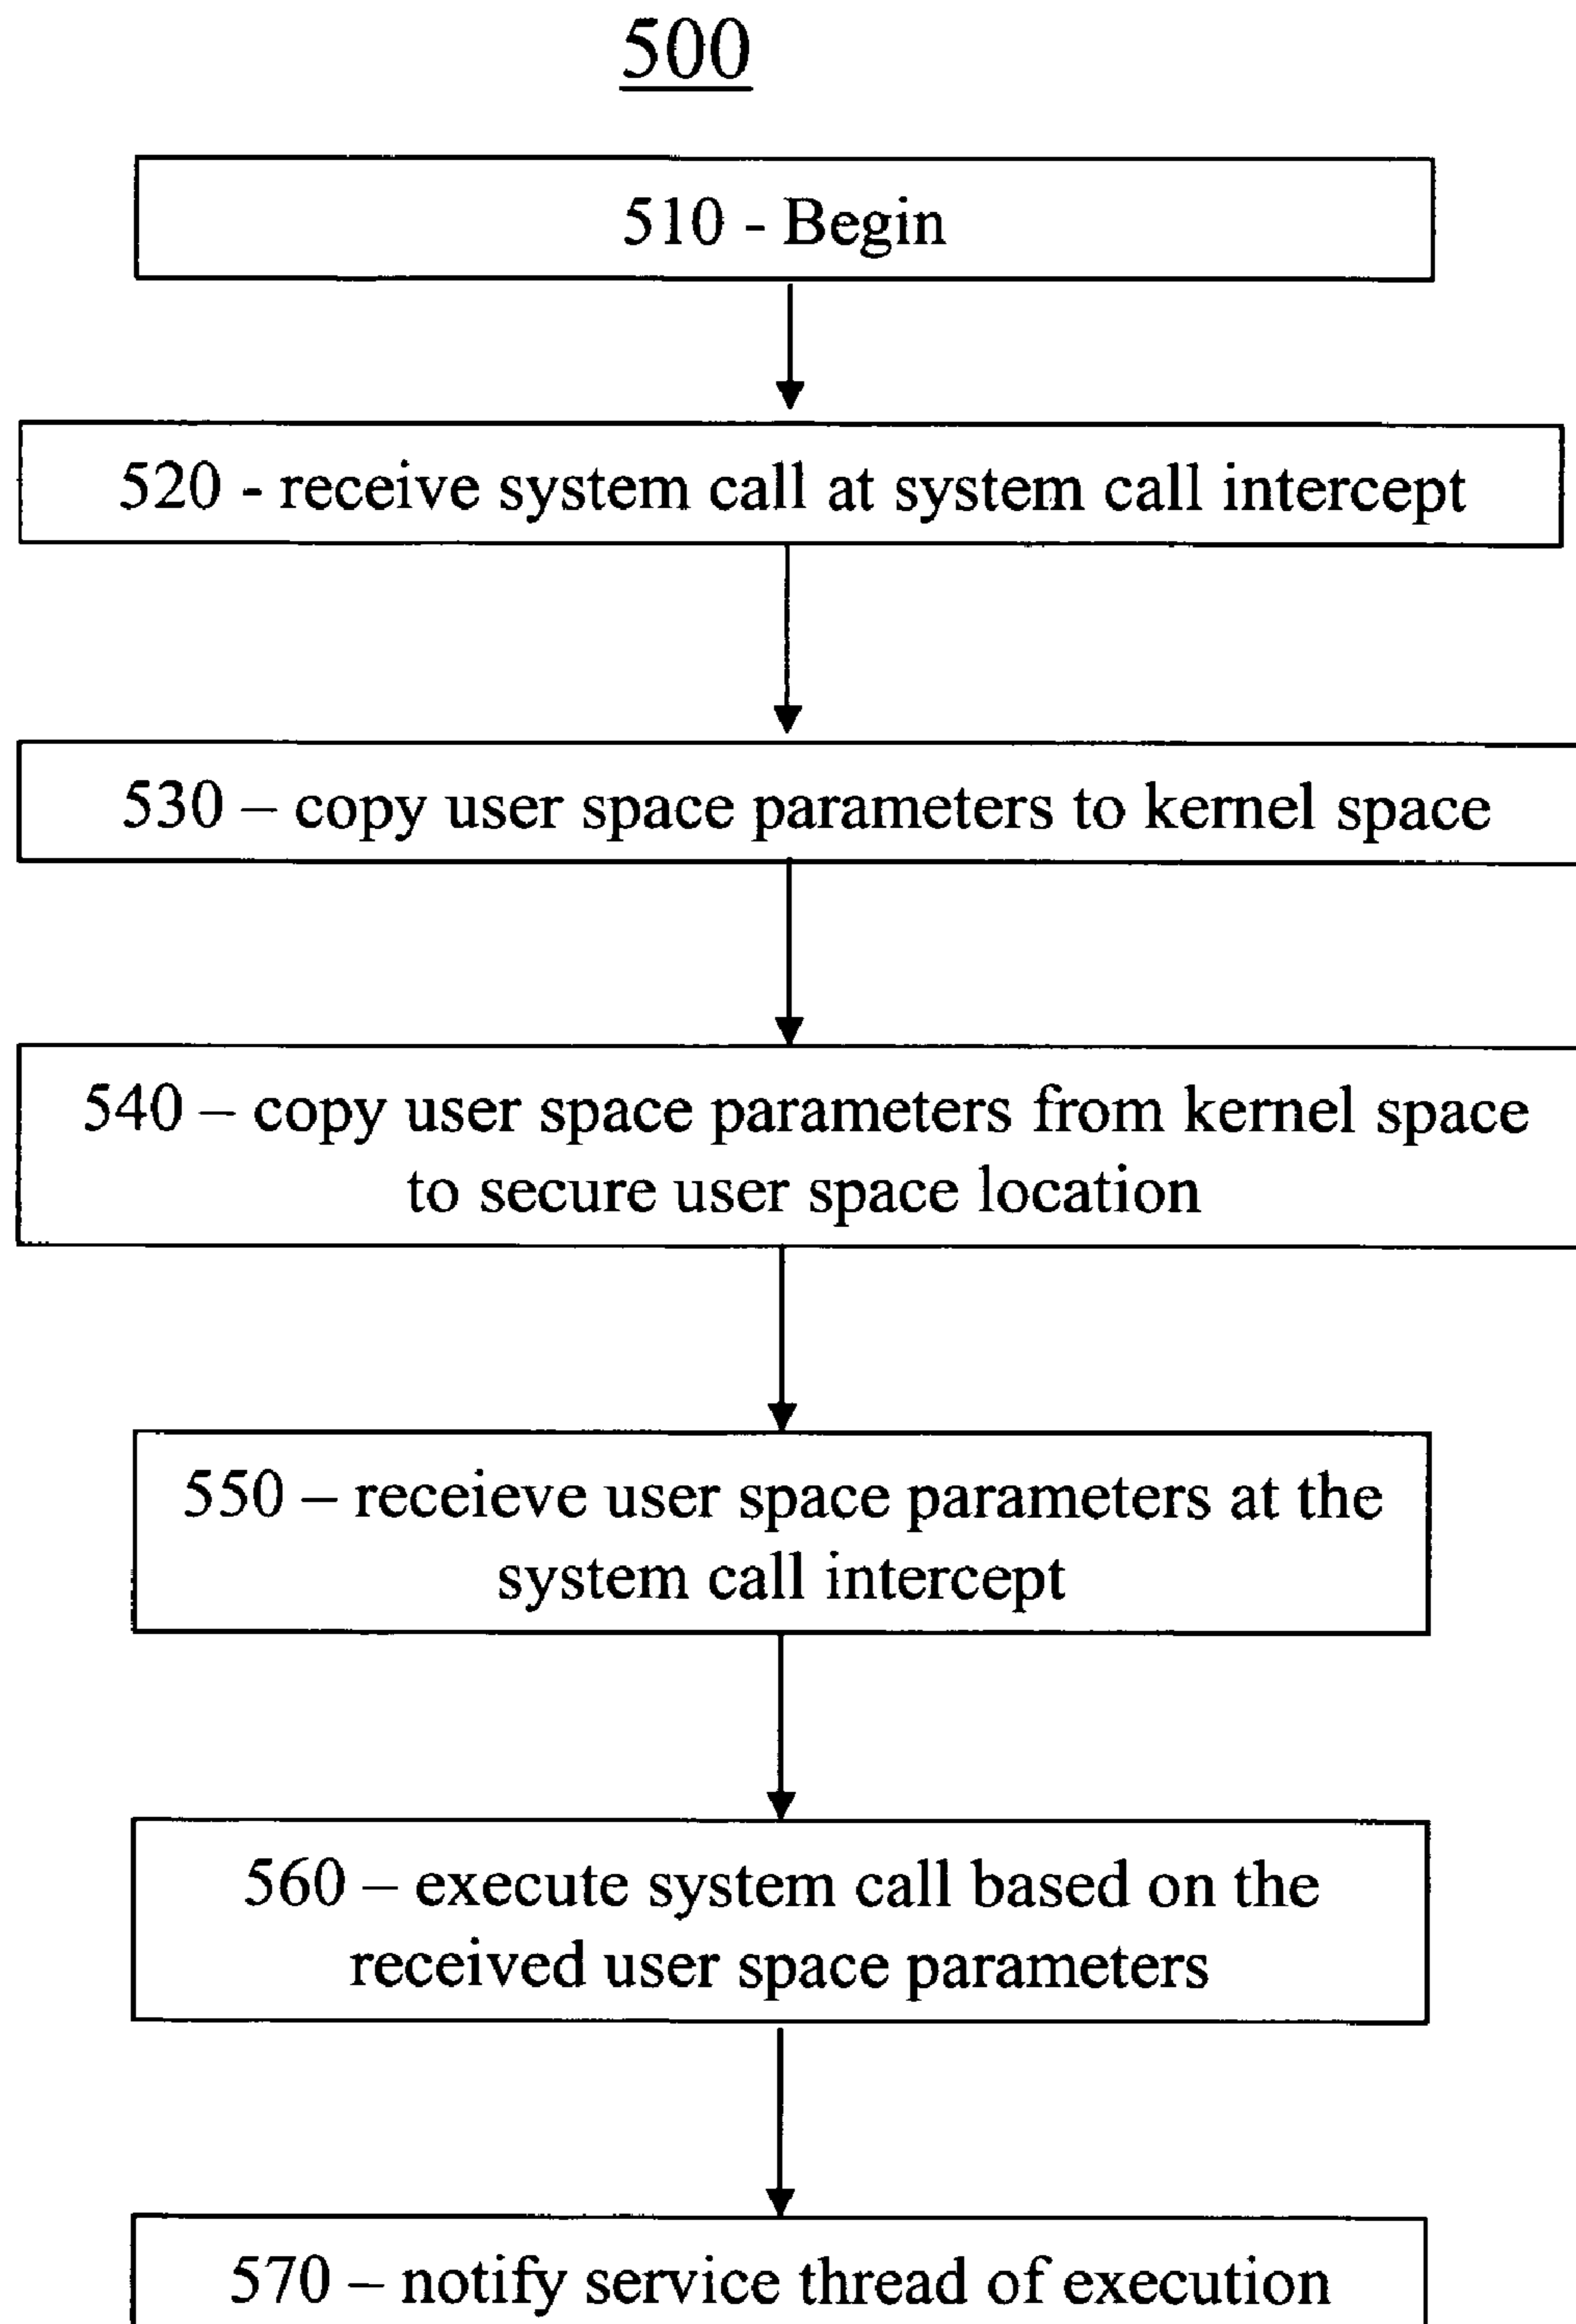 500
510 - Begin
520 - receive system call at system call intercept
530 – copy user space parameters to kernel space
540 – copy user space parameters from kernel space
to secure user space location
550 – receieve user space parameters at the
system call intercept
560 – execute system call based on the
received user space parameters
570 – notify service thread of execution